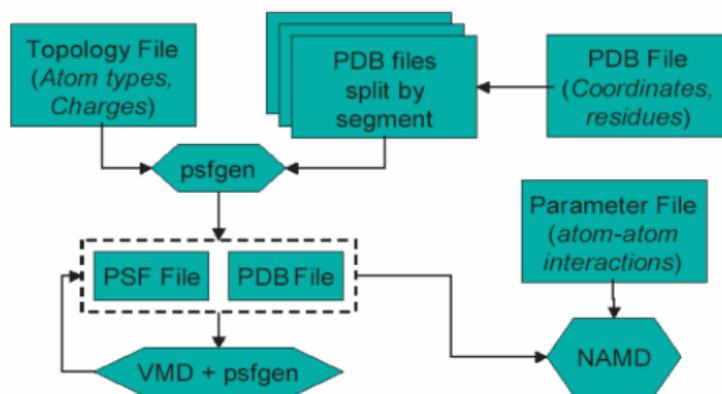 Topology File
(Atom types,
Charges)
PDB files
split by
segment
PDB File
(Coordinates,
residues)
psfgen
Parameter File
(atom-atom
interactions)
PSF File
PDB File
VMD + psfgen
NAMD